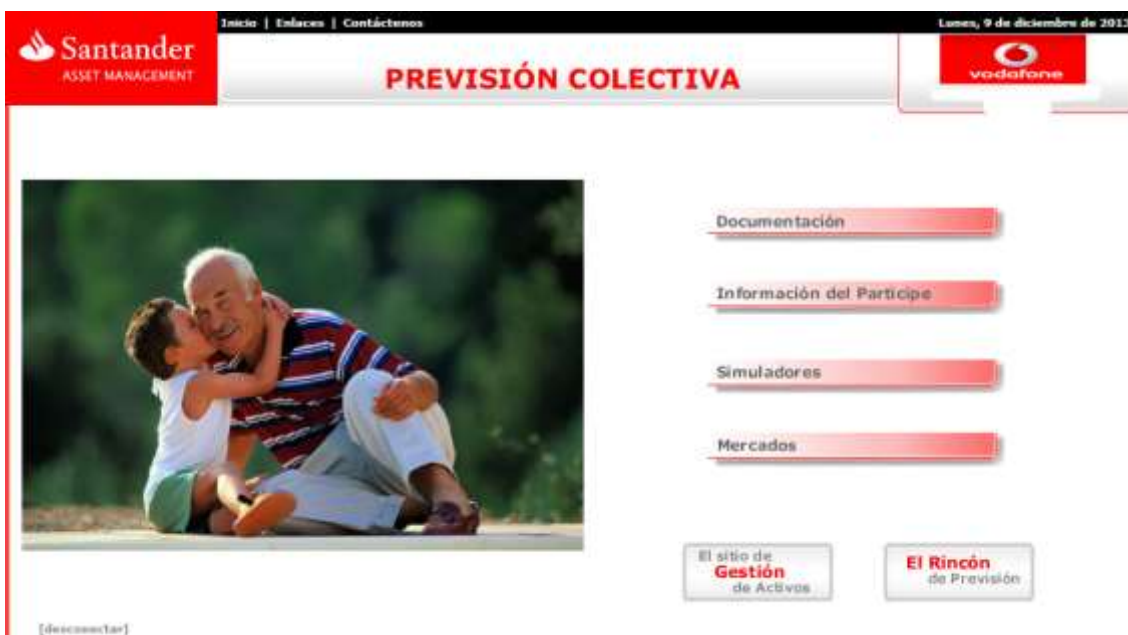 Inicio | Enlaces | Contáctenos
Lunes, 9 de diciembre de 2013
Santander
ASSET MANAGEMENT
PREVISIÓN COLECTIVA
vodafone
Documentación
Información del Partícipe
Simuladores
Mercados
El sitio de
Gestión
de Activos
El Rincón
de Previsión
[desconectar]